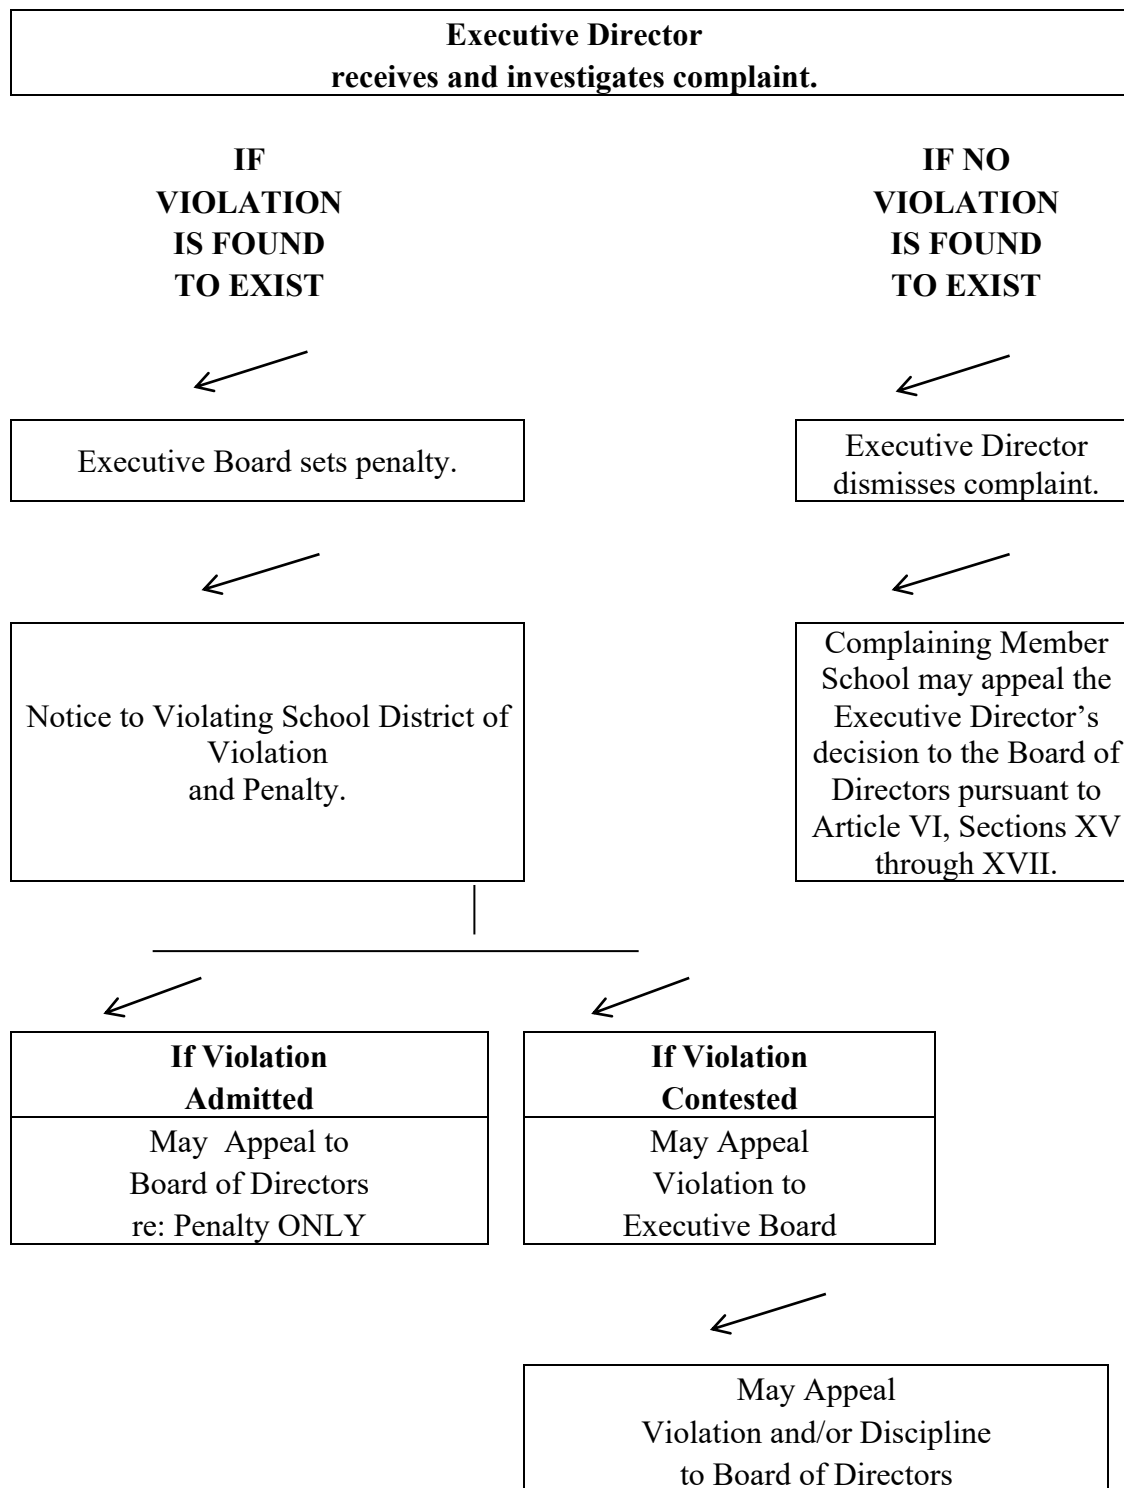 Executive Director
receives and investigates complaint.
IF
VIOLATION
IS FOUND
TO EXIST
IF NO
VIOLATION
IS FOUND
TO EXIST
Executive Board sets penalty.
Executive Director
dismisses complaint.
Notice to Violating School District of
Violation
and Penalty.
Complaining Member
School may appeal the
Executive Director’s
decision to the Board of
Directors pursuant to
Article VI, Sections XV
through XVII.
If Violation
Admitted
May  Appeal to
Board of Directors
re: Penalty ONLY
If Violation
Contested
May Appeal
Violation to
Executive Board
May Appeal
Violation and/or Discipline
to Board of Directors